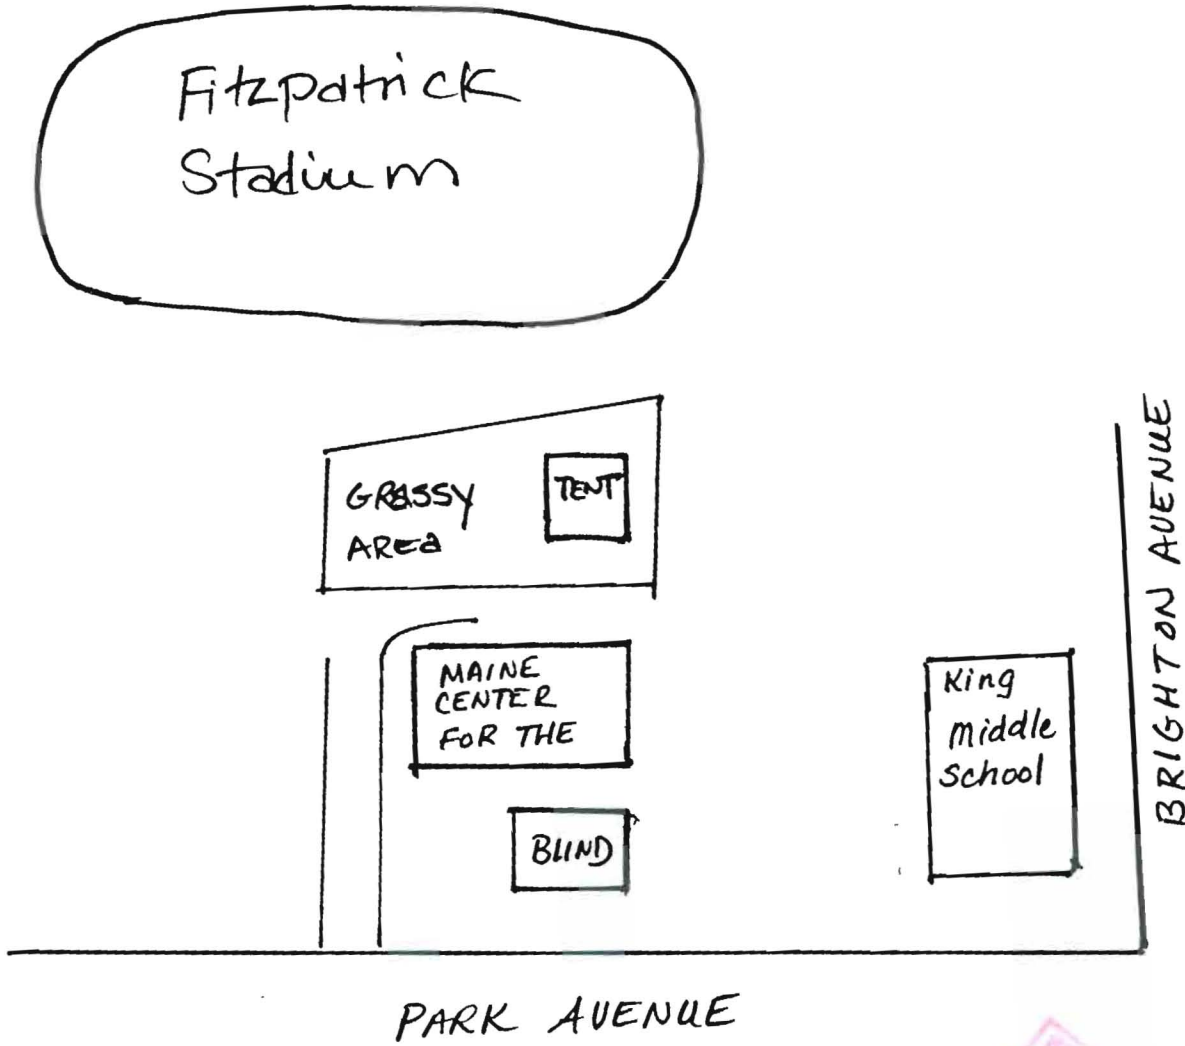 Fitzpatrick
Stadium
GRASSY
AREA
TENT
MAINE
CENTER
FOR THE
BLIND
King
Middle
School
BRIGHTON AVENUE
PARK AVENUE